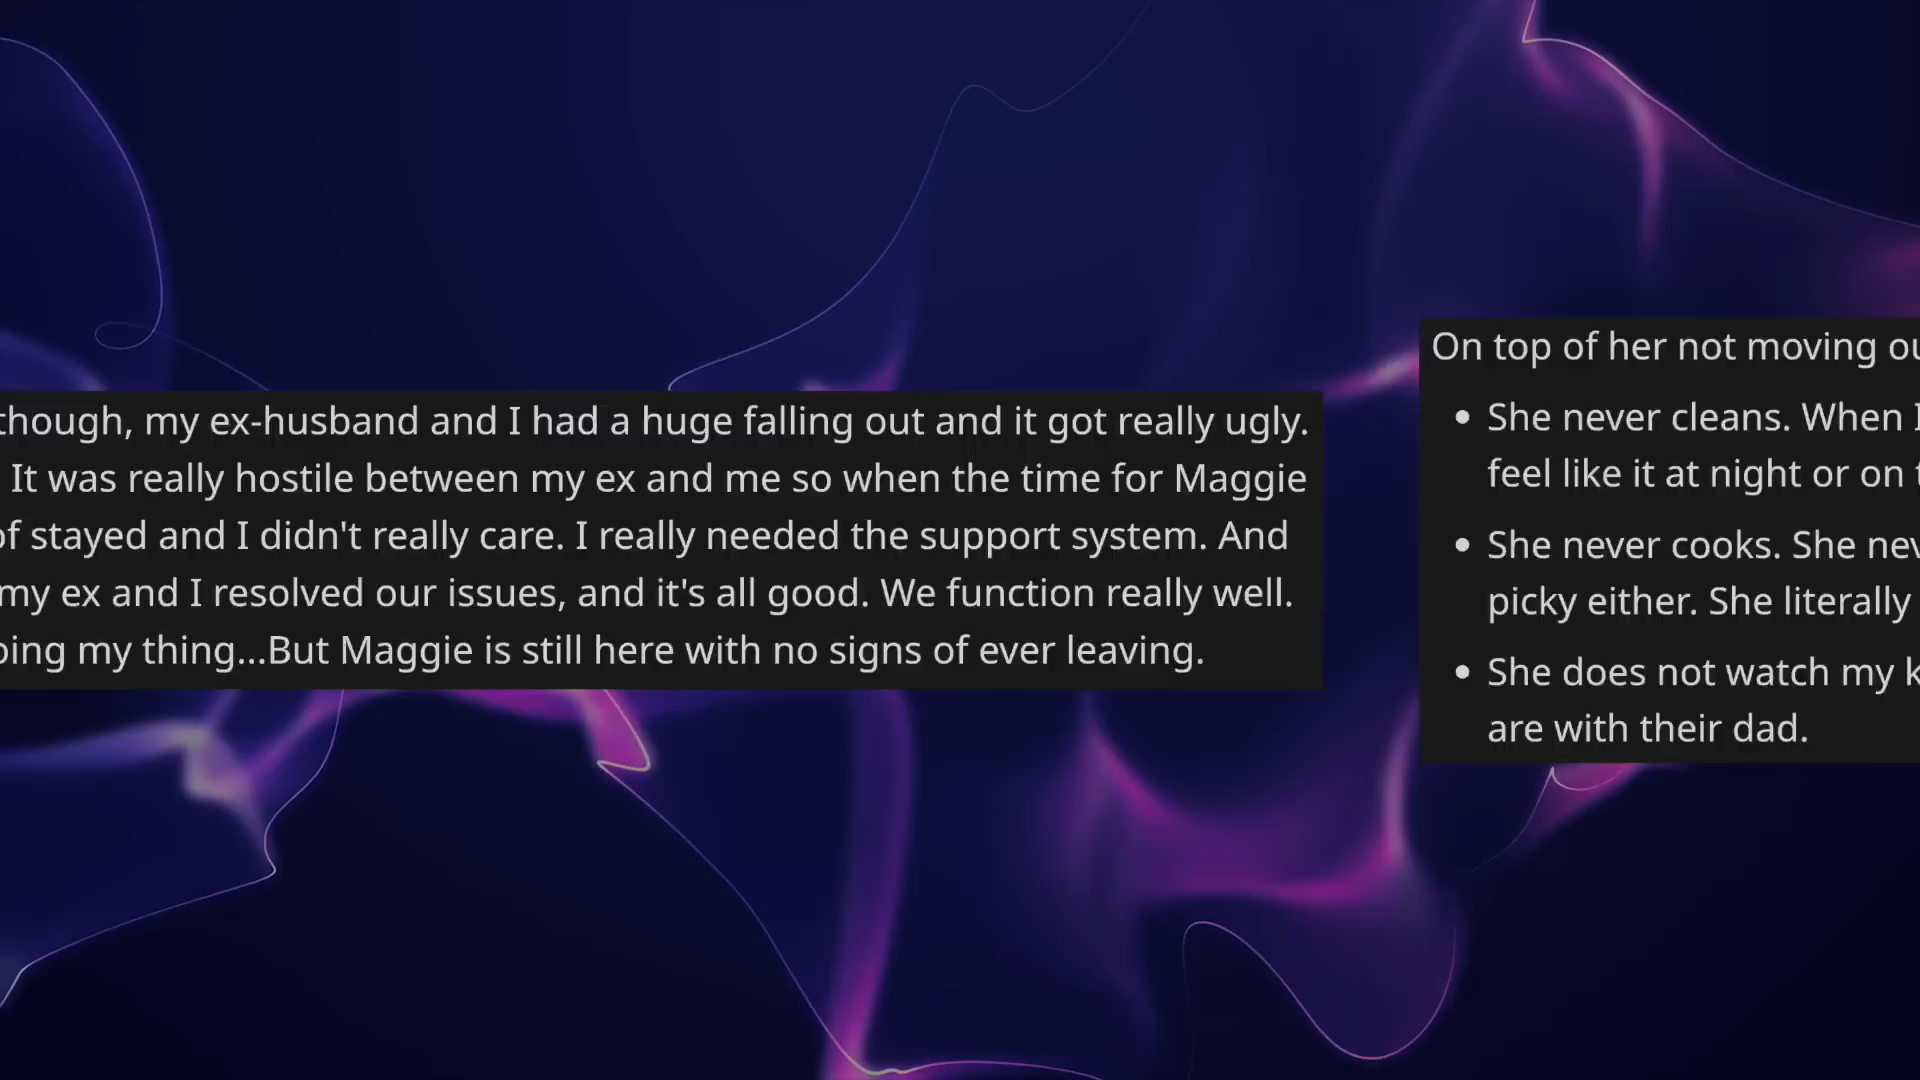 though, my ex-husband and I had a huge falling out and it got really ugly.
It was really hostile between my ex and me so when the time for Maggie
of stayed and I didn't really care. I really needed the support system. And
my ex and I resolved our issues, and it's all good. We function really well.
my thing...But Maggie is still here with no signs of ever leaving.
On top of her not moving
She never cleans. When I
feel like it at night or on
She never cooks. She
picky either. She literally
She does not watch my
are with their dad.